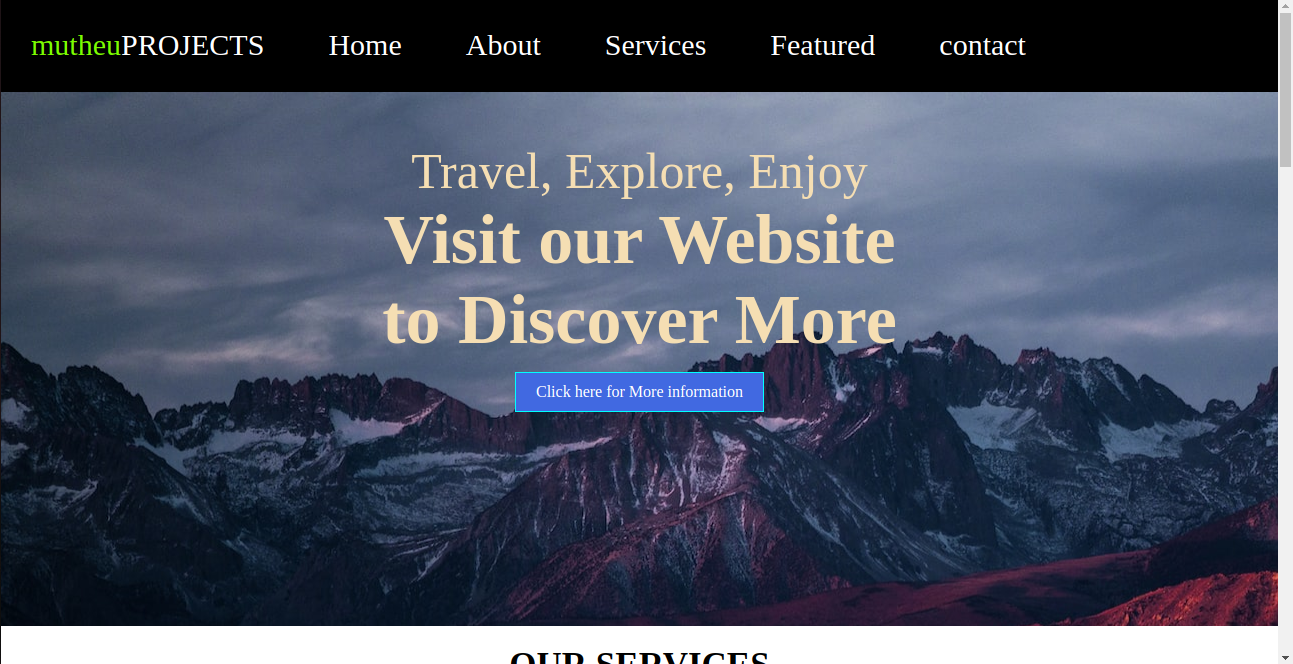 mutheuPROJECTS Home About Services Featured contact
Travel, Explore, Enjoy
Visit our Website
to Discover More
Click here for More information
OUR SERVICES